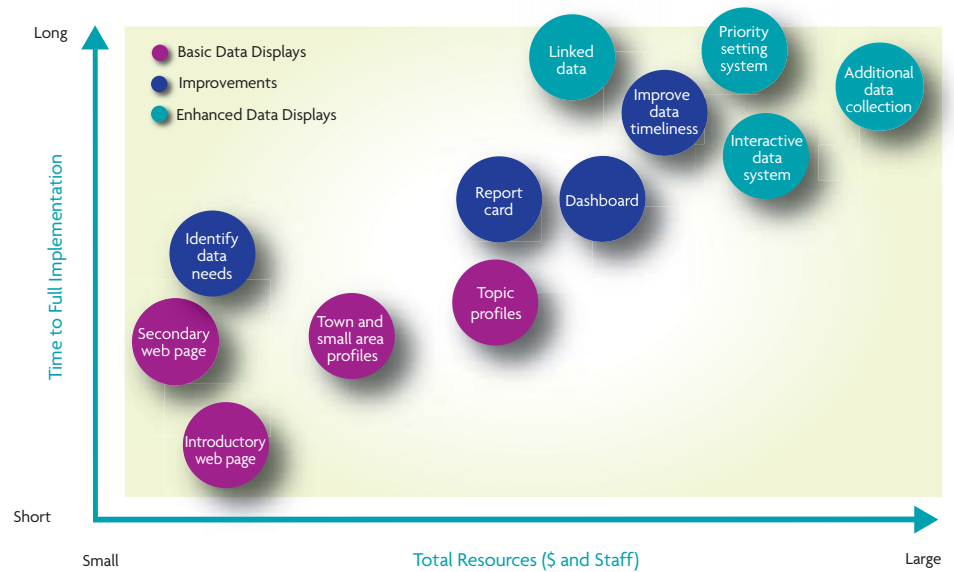 Long
Basic Data Displays
Improvements
Enhanced Data Displays
Linked
data
Priority
setting
system
Additional
data
collection
Improve
data
timeliness
Interactive
data
system
Report
card
Dashboard
Identify
data
needs
Topic
profiles
Secondary
web page
Town and
small area
profiles
Introductory
web page
Time to Full Implementation
Short
Small
Total Resources ($ and Staff)
Large